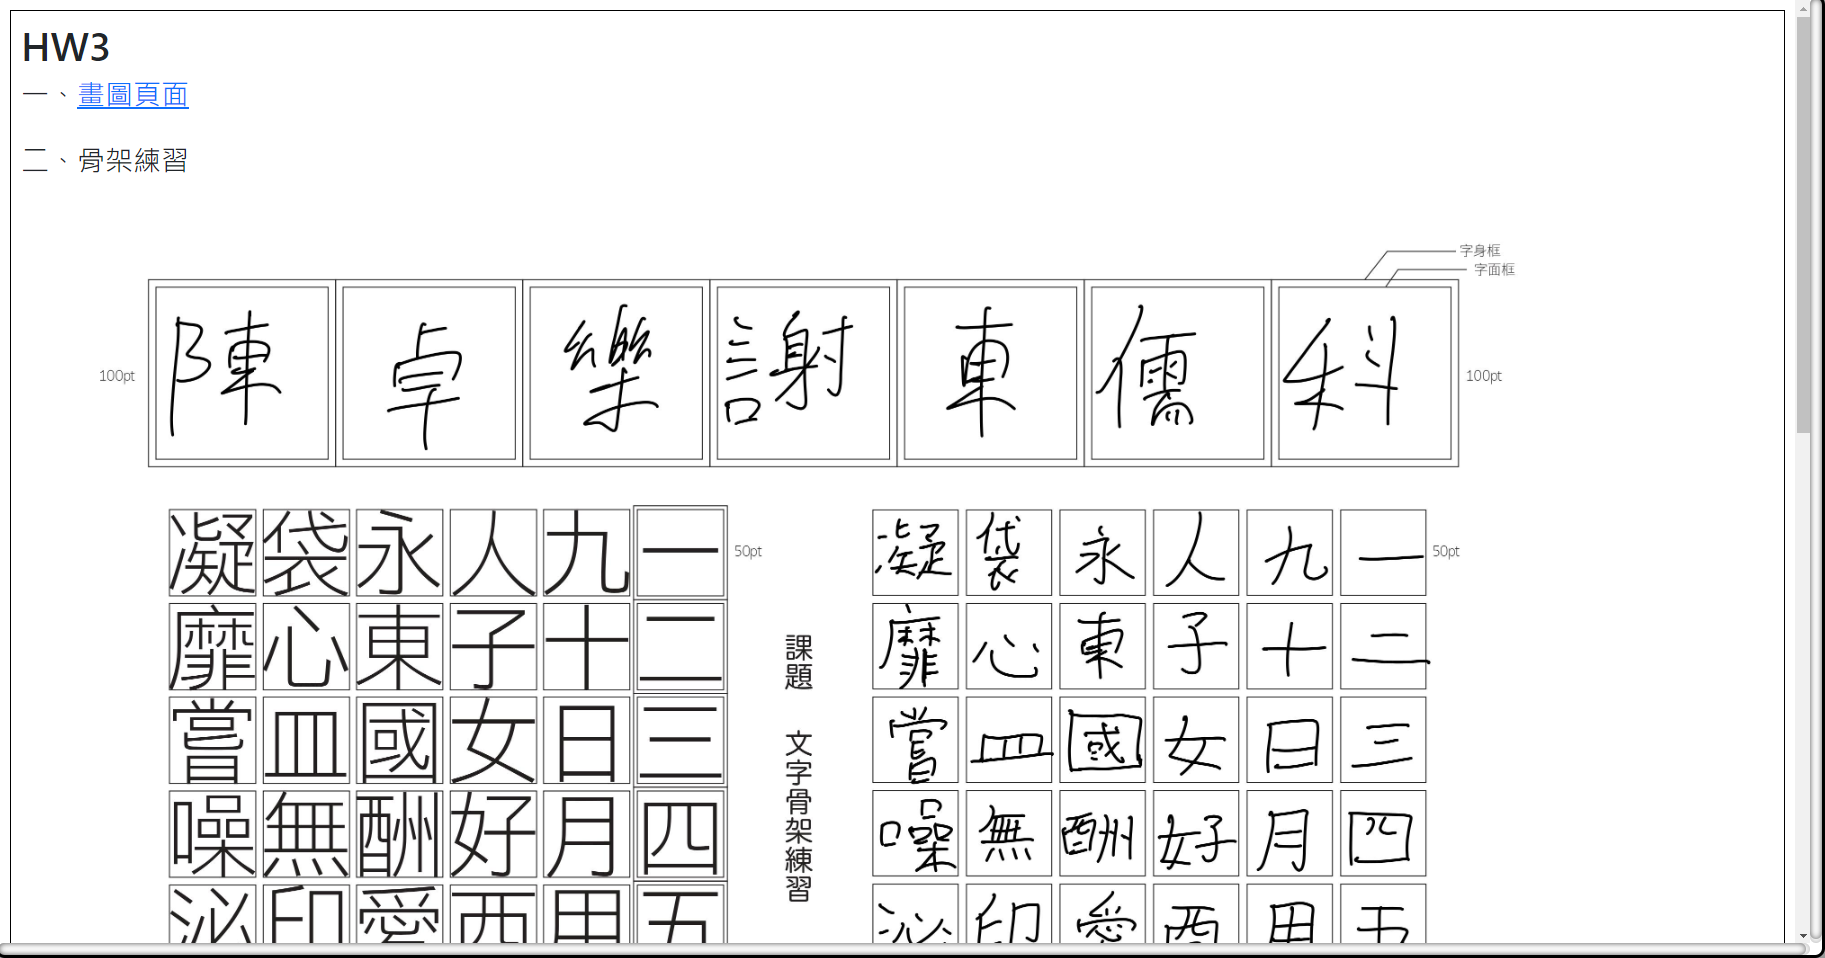 HW3
一、畫圖頁面
二、骨架練習
字身框
字面框
100pt
陳卓樂謝東儒科
100pt
凝袋永人九一
50pt
靡心東子十二
嘗皿國女日三
噪無酬好月四
泌印愛西用五
課題 文字骨架練習
凝袋永人九一
50pt
靡心東子十二
嘗皿國女日三
噪無酬好月四
泌印愛西用五